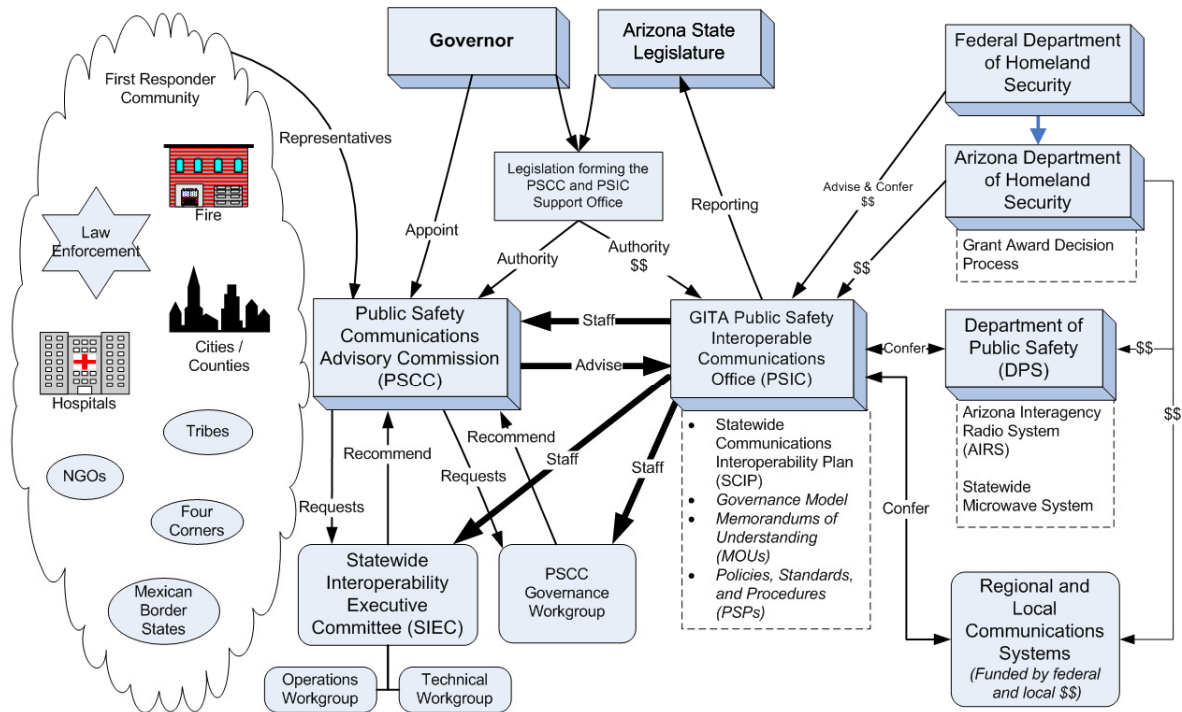 Governor
Arizona State
Legislature
Federal Department
of Homeland
Security
First Responder
Community
Representatives
Fire
Law
Enforcement
Cities /
Counties
Hospitals
Tribes
NGOs
Four
Corners
Mexican
Border
States
Legislation forming the
PSCC and PSIC
Support Office
Appoint
Authority
Authority
$$
Reporting
Advise & Confer
$$
$$
Arizona Department
of Homeland
Security
Grant Award Decision
Process
Public Safety
Communications
Advisory Commission
(PSCC)
Staff
Advise
GITA Public Safety
Interoperable
Communications
Office (PSIC)
Confer
Department of
Public Safety
(DPS)
$$
$$
Arizona Interagency
Radio System
(AIRS)
Statewide
Microwave System
• Statewide
Communications
Interoperability Plan
(SCIP)
• Governance Model
• Memorandums of
Understanding
(MOUs)
• Policies, Standards,
and Procedures
(PSPs)
Requests
Recommend
Requests
Recommend
Staff
Staff
Confer
Statewide
Interoperability
Executive
Committee (SIEC)
PSCC
Governance
Workgroup
Operations
Workgroup
Technical
Workgroup
Regional and
Local
Communications
Systems
(Funded by federal
and local $$)